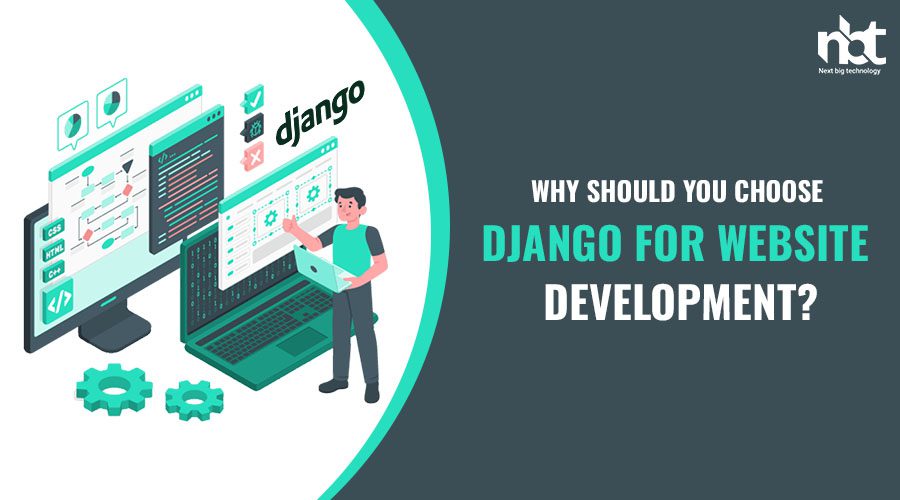 nbt
Next big technology
django
CSS
HTML
C++
</>
WHY SHOULD YOU CHOOSE
DJANGO FOR WEBSITE
DEVELOPMENT?